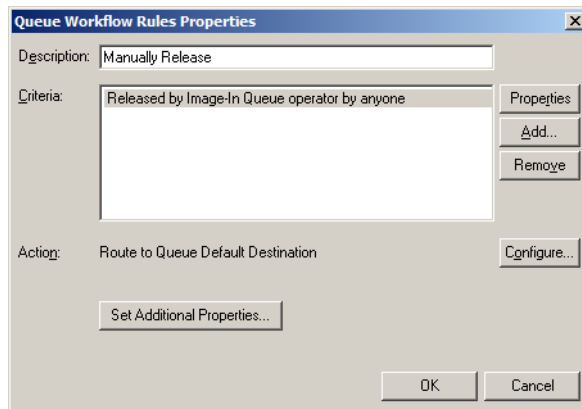 Queue Workflow Rules Properties
Description: Manually Release
Criteria: Released by Image-In Queue operator by anyone
Properties
Add...
Remove
Action: Route to Queue Default Destination Configure...
Set Additional Properties...
OK Cancel